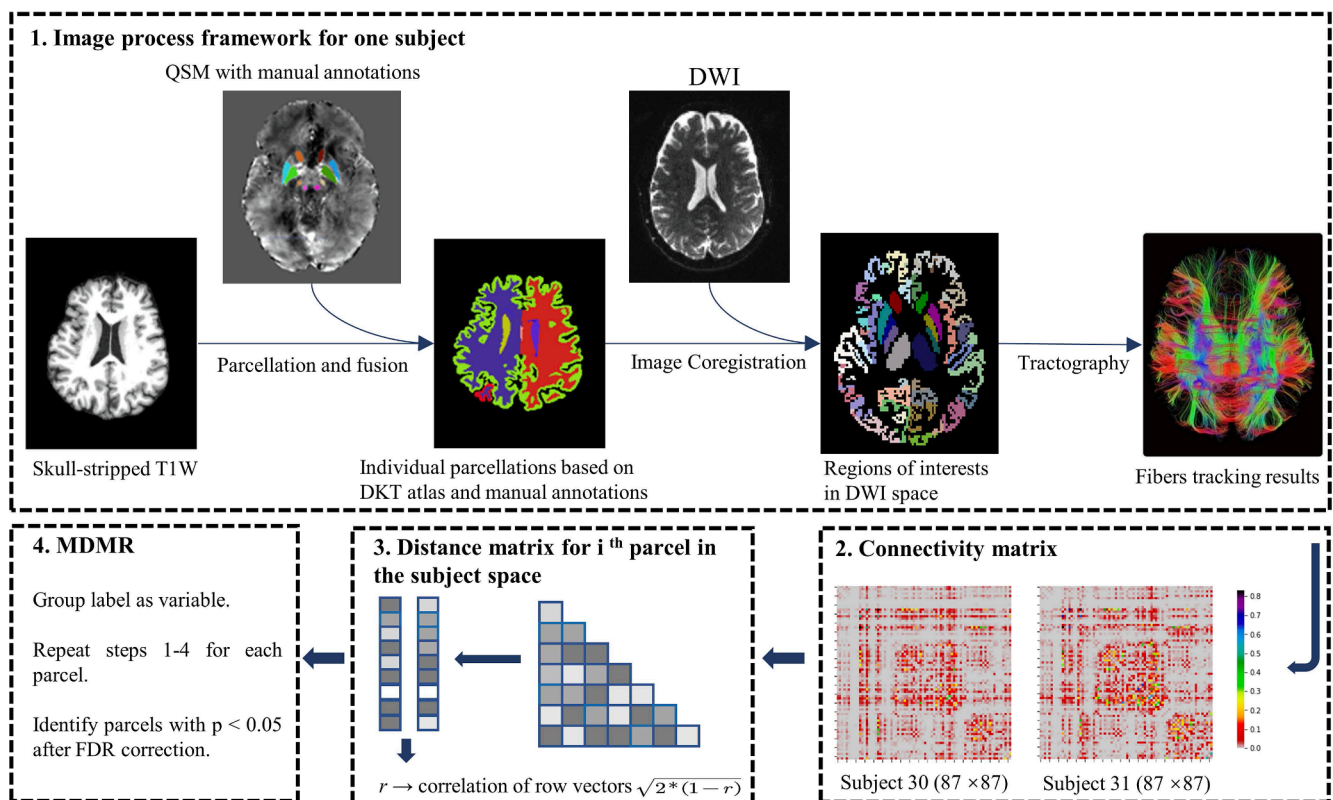 1. Image process framework for one subject
QSM with manual annotations
DWI
Parcellation and fusion
Image Coregistration
Tractography
Skull-stripped T1W
Individual parcellations based on
DKT atlas and manual annotations
Regions of interests
in DWI space
Fibers tracking results
2. Connectivity matrix
0.8
0.7
0.6
0.5
0.4
0.3
0.2
0.1
0.0
Subject 30 (87 ×87)
Subject 31 (87 ×87)
3. Distance matrix for i th parcel in
the subject space
r → correlation of row vectors √2*(1−r)
4. MDMR
Group label as variable.
Repeat steps 1-4 for each
parcel.
Identify parcels with p < 0.05
after FDR correction.